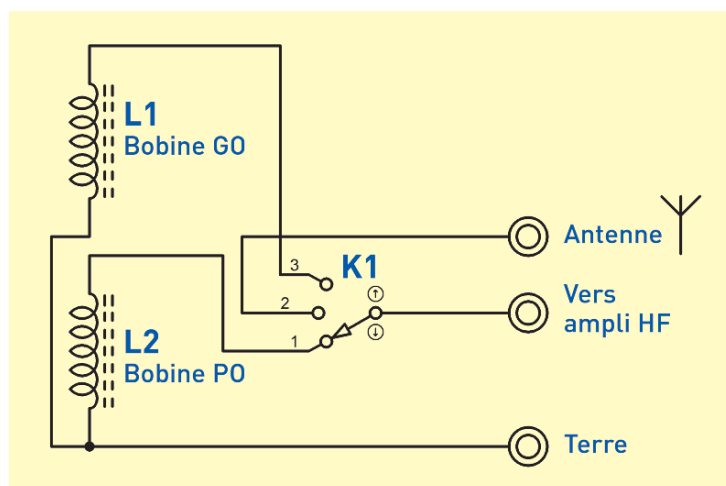 L1
Bobine GO
3
K1
Antenne
2
Vers
ampli HF
1
L2
Bobine PO
Terre